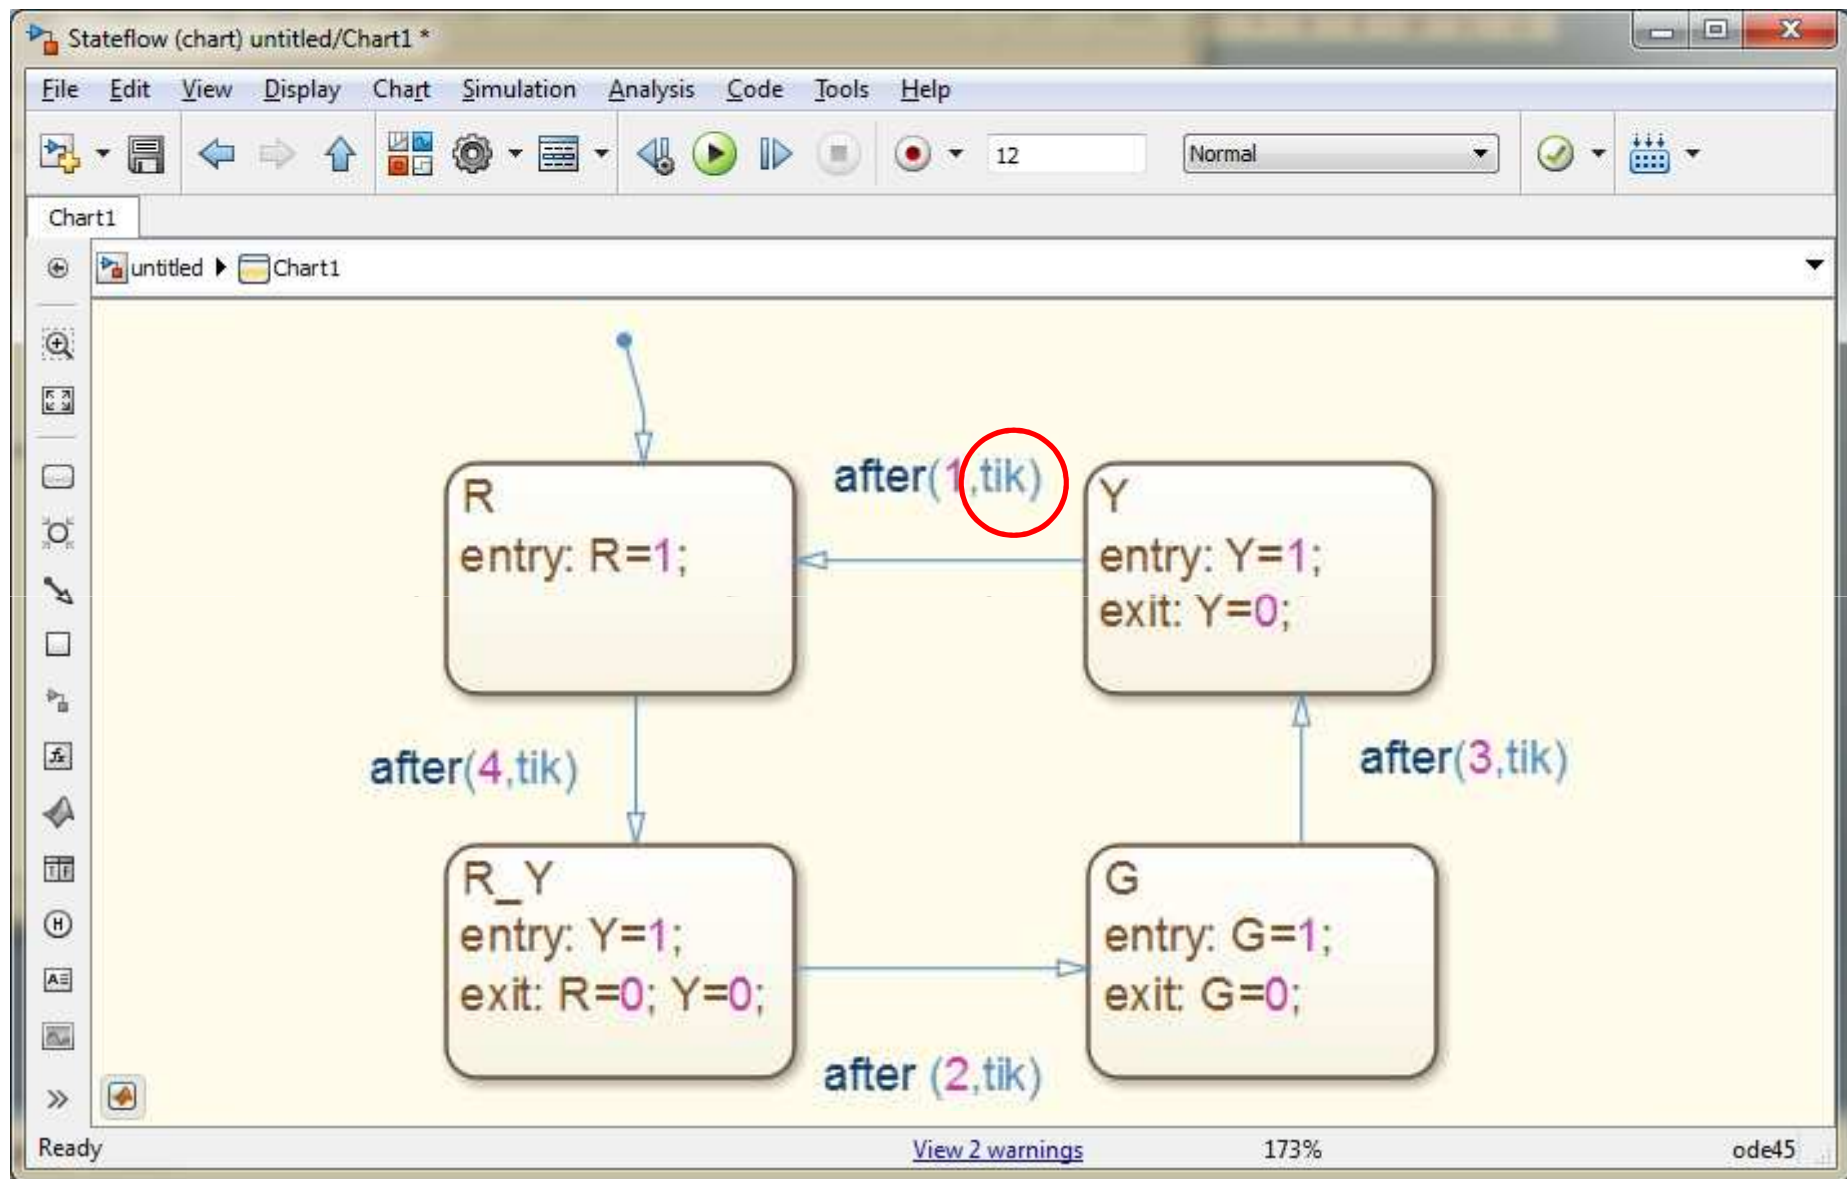 Stateflow (chart) untitled/Chart1 *
File Edit View Display Chart Simulation Analysis Code Tools Help
12
Normal
Chart1
untitled Chart1
after(1,tik)
R
entry: R=1;
Y
entry: Y=1;
exit: Y=0;
after(4,tik)
after(3,tik)
R_Y
entry: Y=1;
exit: R=0; Y=0;
G
entry: G=1;
exit: G=0;
after (2,tik)
Ready
View 2 warnings
173%
ode45